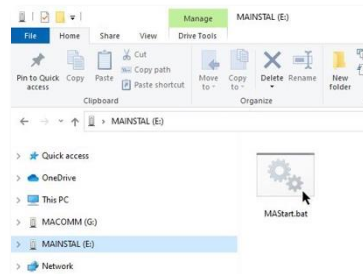 Manage MAINSTAL (E:)
File Home Share View Drive Tools
Pin to Quick access
Copy
Paste
Cut
Copy path
Paste shortcut
Move to
Copy to
Delete
Rename
New folder
Clipboard Organize
MAINSTAL (E:)
Quick access
OneDrive
This PC
MACOMM (G:)
MAINSTAL (E:)
Network
MAStart.bat